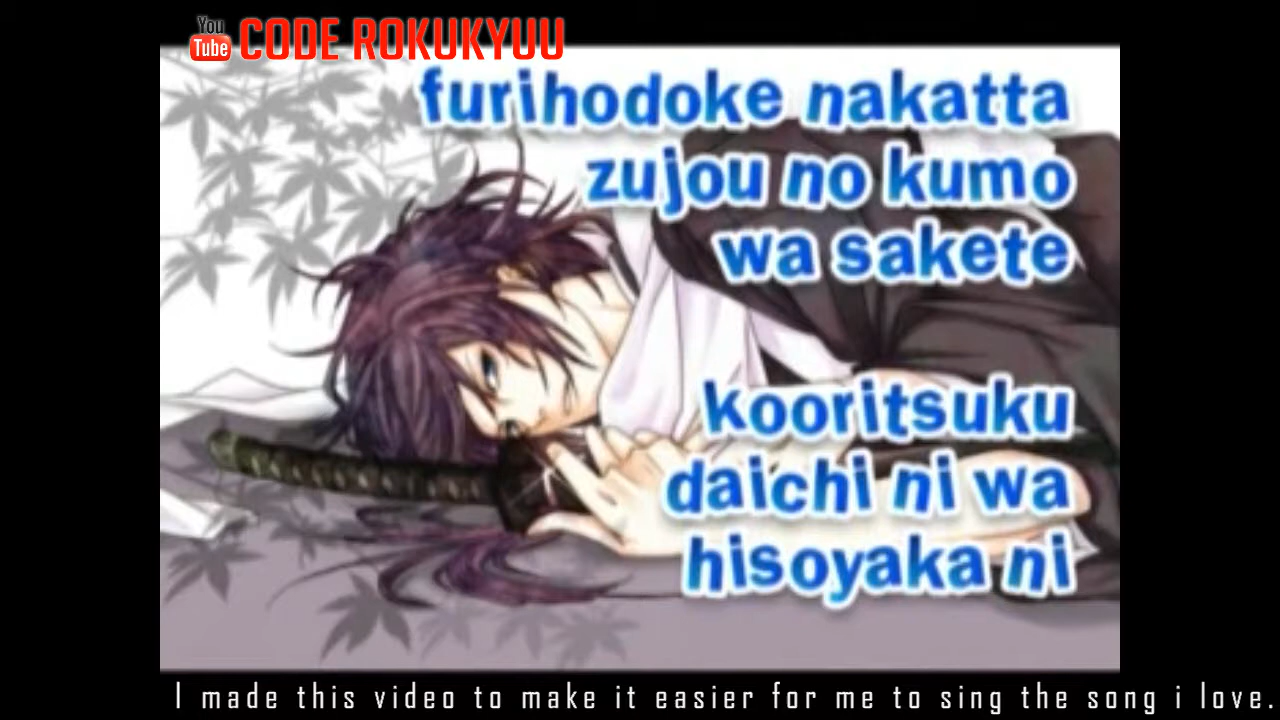 You Tube CODE ROKUKYUU
furihodoke nakatta
zujou no kumo
wa sakete
kooritsuku
daichi ni wa
hisoyaka ni
I made this video to make it easier for me to sing the song i love.